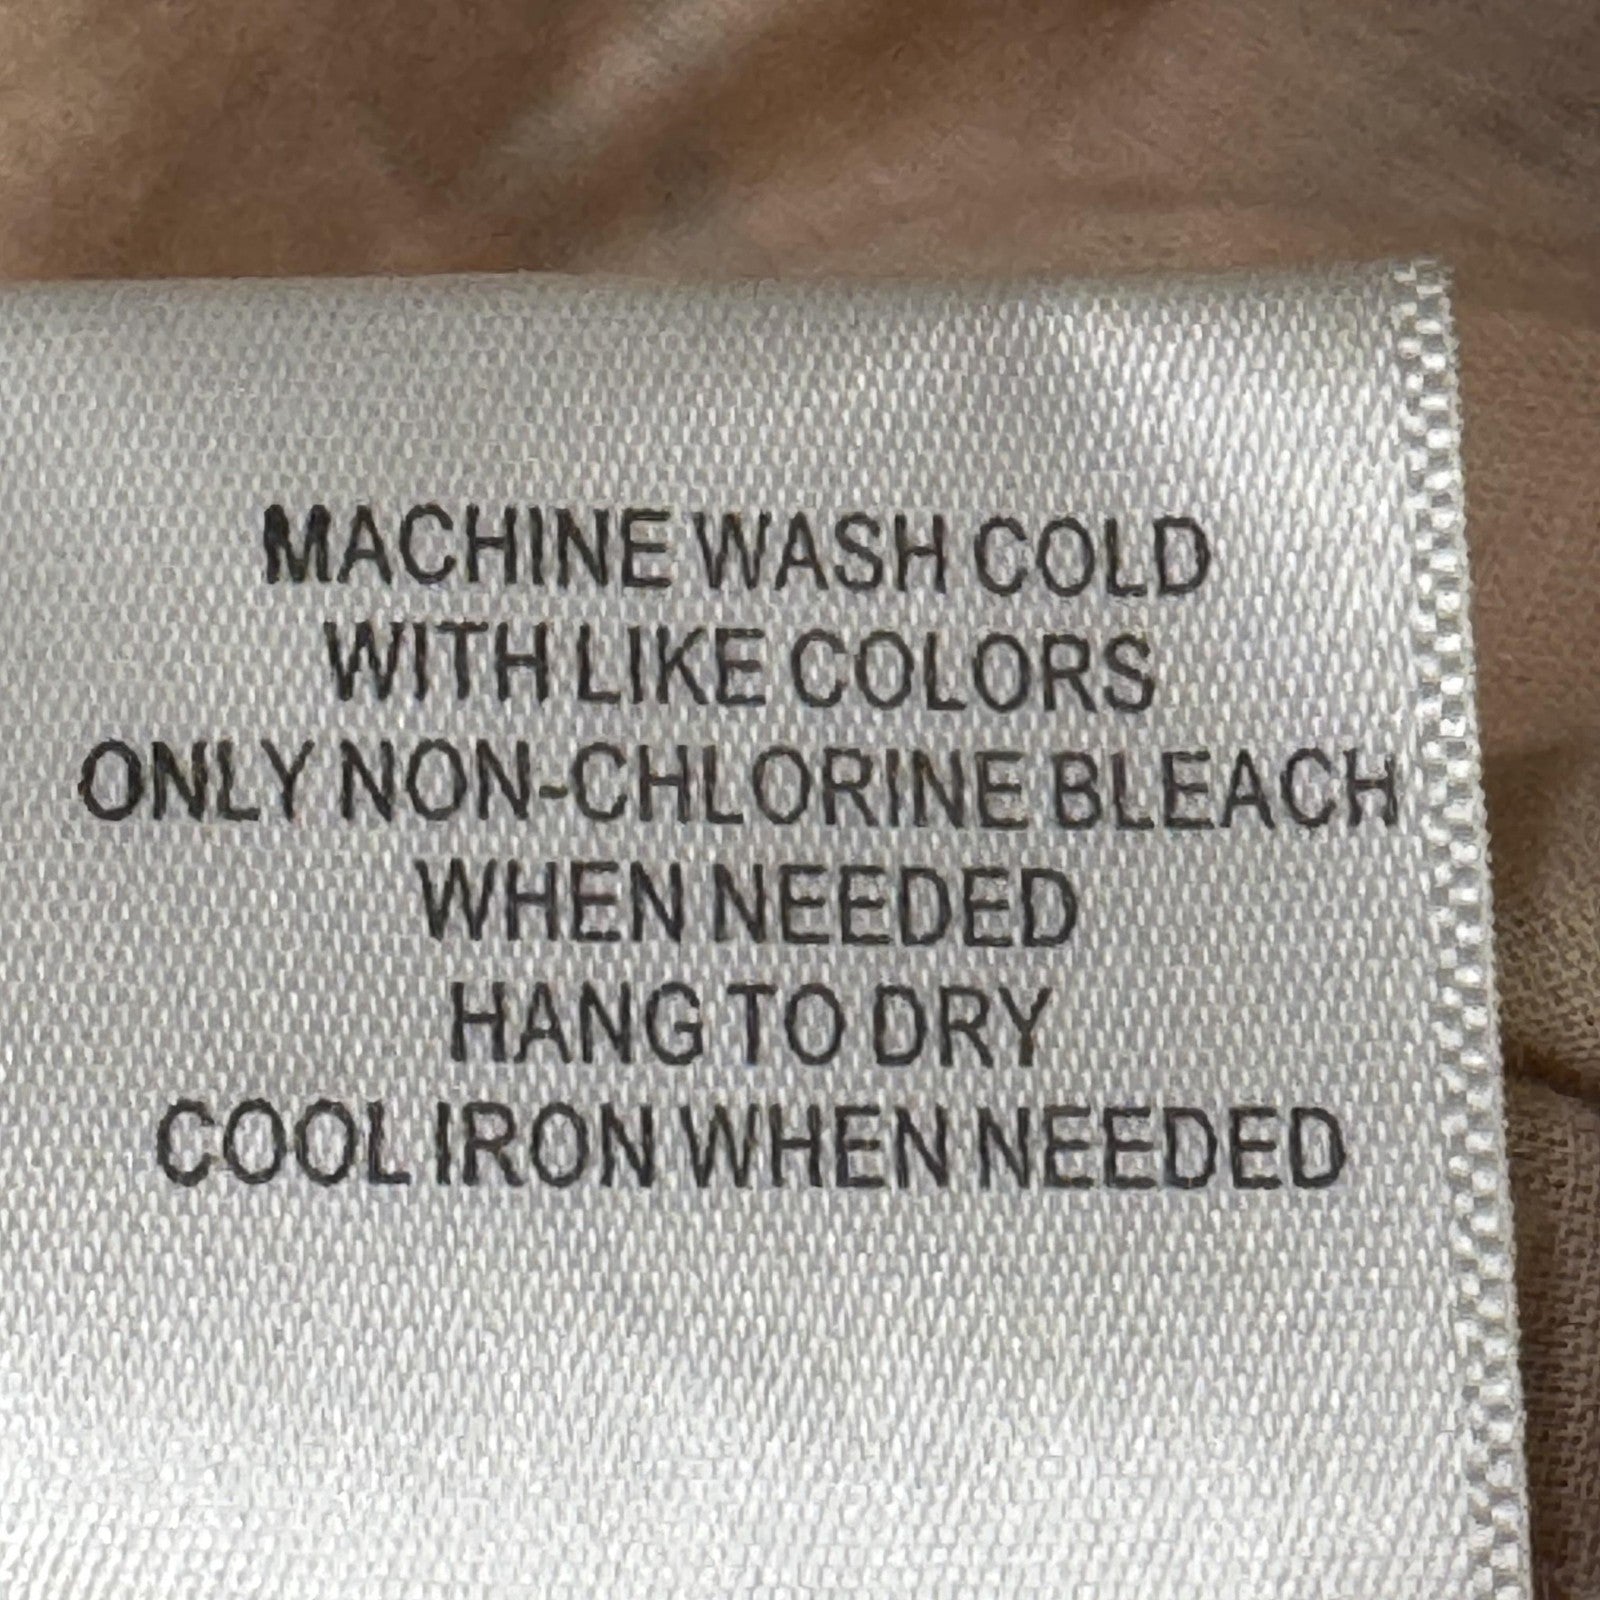 MACHINE WASH COLD
WITH LIKE COLORS
ONLY NON-CHLORINE BLEACH
WHEN NEEDED
HANG TO DRY
COOL IRON WHEN NEEDED